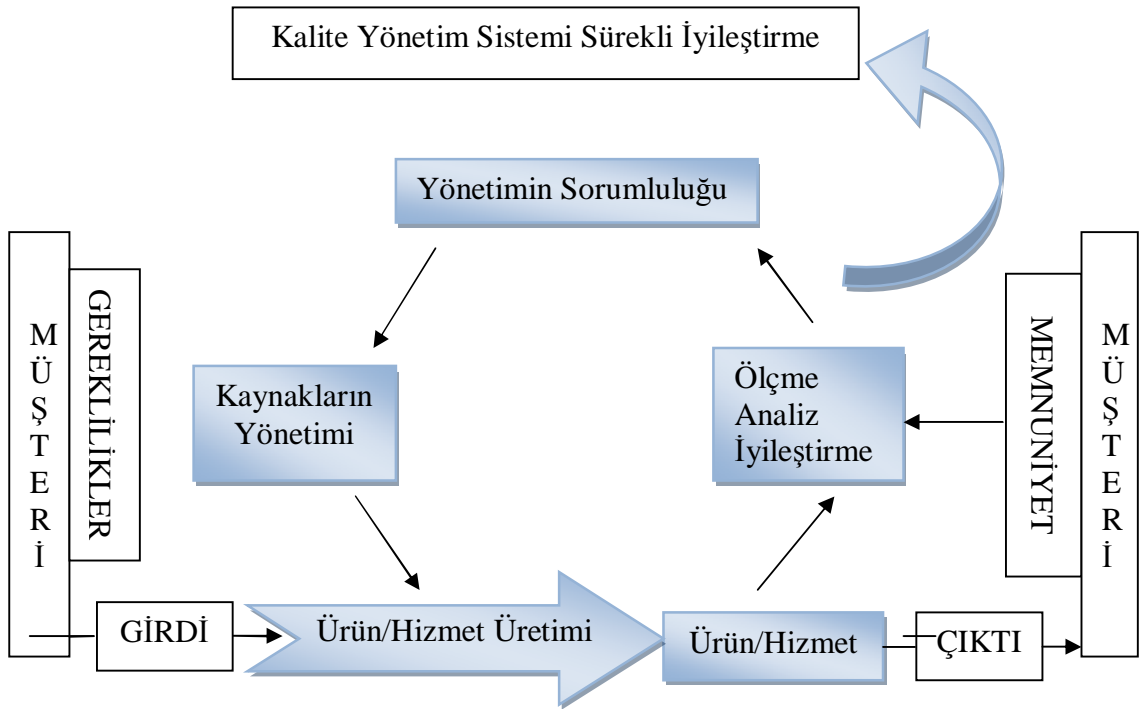 Kalite Yönetim Sistemi Sürekli İyileştirme
Yönetimin Sorumluluğu
MÜŞTERİ
GEREKLİLİKLER
Kaynakların
Yönetimi
Ölçme
Analiz
İyileştirme
MEMNUNİYET
MÜŞTERİ
GİRDİ
Ürün/Hizmet Üretimi
Ürün/Hizmet
ÇIKTI